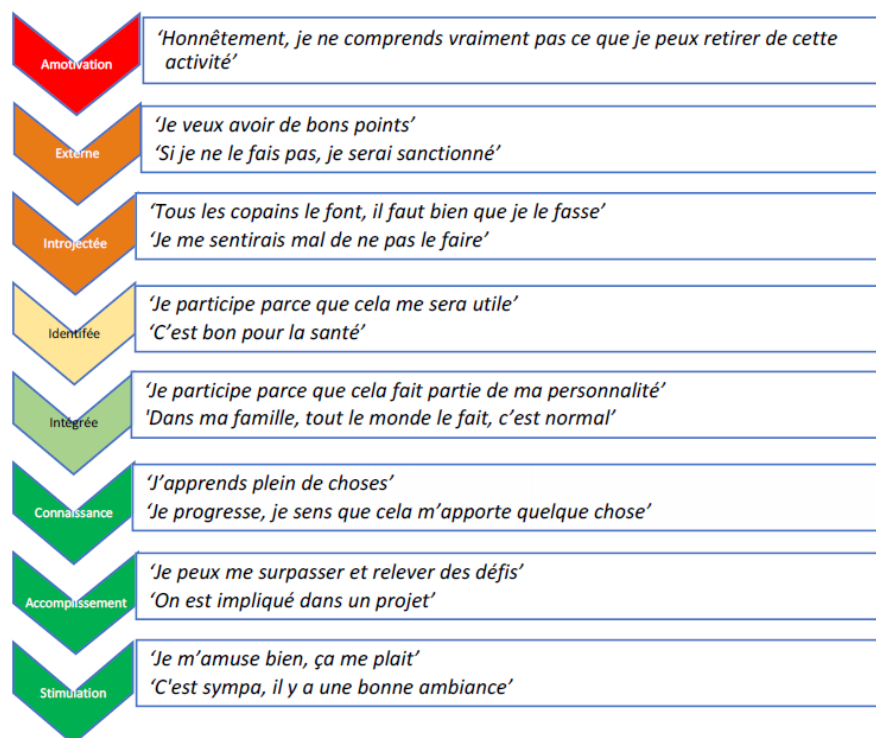 Amotivation
‘Honnêtement, je ne comprends vraiment pas ce que je peux retirer de cette
activité’
Externe
‘Je veux avoir de bons points’
‘Si je ne le fais pas, je serai sanctionné’
Introjectée
‘Tous les copains le font, il faut bien que je le fasse’
‘Je me sentirais mal de ne pas le faire’
Identifée
‘Je participe parce que cela me sera utile’
‘C’est bon pour la santé’
Intégrée
‘Je participe parce que cela fait partie de ma personnalité’
'Dans ma famille, tout le monde le fait, c’est normal’
Connaissance
‘J’apprends plein de choses’
‘Je progresse, je sens que cela m’apporte quelque chose’
Accomplissement
‘Je peux me surpasser et relever des défis’
‘On est impliqué dans un projet’
Stimulation
‘Je m’amuse bien, ça me plait’
‘C'est sympa, il y a une bonne ambiance’